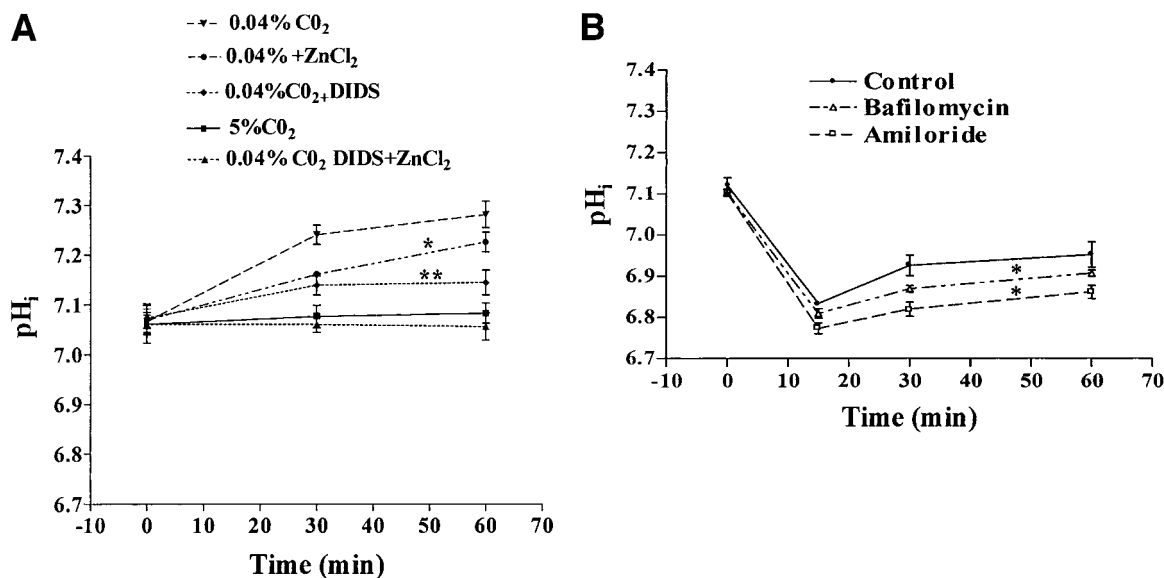 A
0.04% C0₂
0.04% +ZnCl₂
0.04%C0₂₊DIDS
5%C0₂
0.04% C0₂ DIDS+ZnCl₂
7.4
7.3
7.2
7.1
7.0
6.9
6.8
6.7
pHᵢ
*
**
-10 0 10 20 30 40 50 60 70
Time (min)
B
Control
Bafilomycin
Amiloride
7.4
7.3
7.2
7.1
7.0
6.9
6.8
6.7
pHᵢ
*
*
-10 0 10 20 30 40 50 60 70
Time (min)